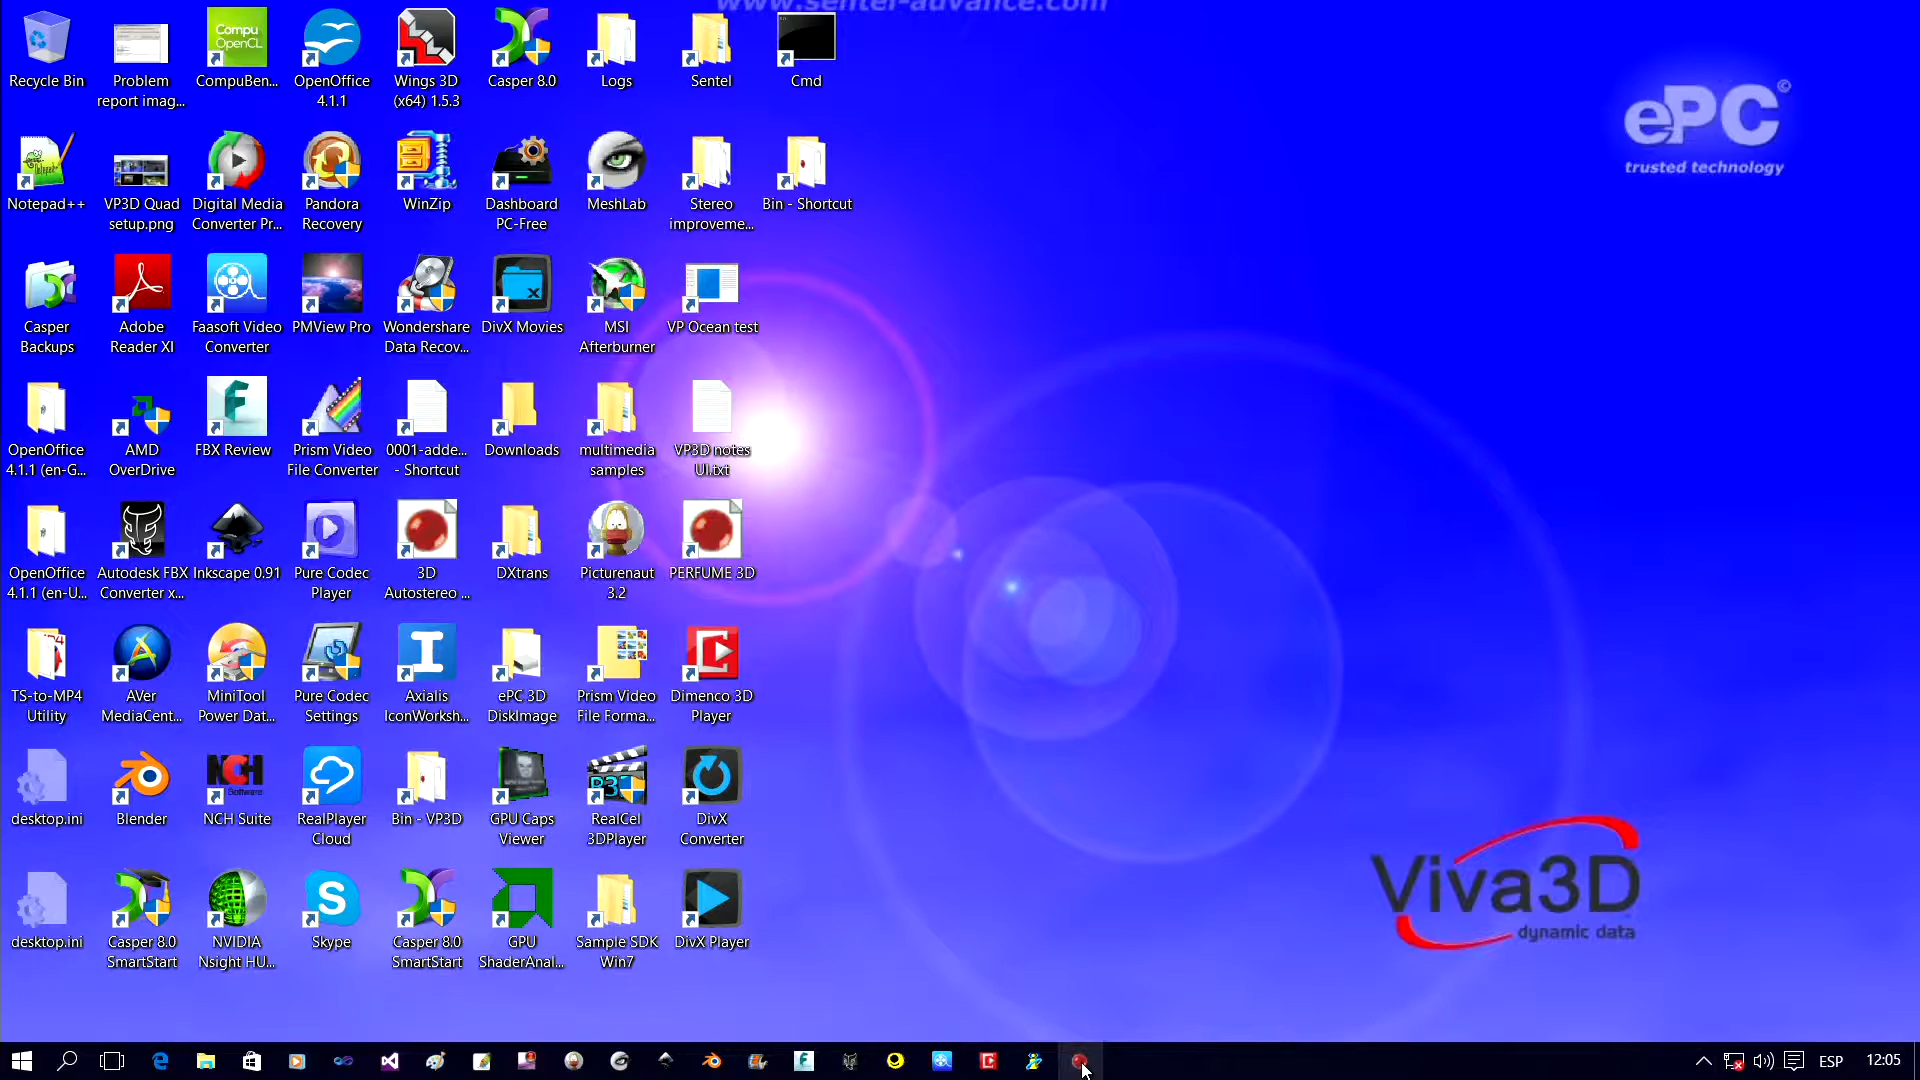 www.sentel-advance.com
Recycle Bin
Problem
report imag...
CompuBen...
OpenOffice
4.1.1
Wings 3D
(x64) 1.5.3
Casper 8.0
Logs
Sentel
Cmd
Compu
OpenCL
ePC©
trusted technology
Notepad++
VP3D Quad
setup.png
Digital Media
Converter Pr...
Pandora
Recovery
WinZip
Dashboard
PC-Free
MeshLab
Stereo
improveme...
Bin - Shortcut
Casper
Backups
Adobe
Reader XI
Faasoft Video
Converter
PMView Pro
Wondershare
Data Recov...
DivX Movies
MSI
Afterburner
VP Ocean test
OpenOffice
4.1.1 (en-G...
AMD
OverDrive
FBX Review
Prism Video
File Converter
0001-adde...
- Shortcut
Downloads
multimedia
samples
VP3D notes
UI.txt
OpenOffice
4.1.1 (en-U...
Autodesk FBX
Converter x...
Inkscape 0.91
Pure Codec
Player
3D
Autostereo ...
DXtrans
Picturenaut
3.2
PERFUME 3D
TS-to-MP4
Utility
AVer
MediaCent...
MiniTool
Power Dat...
Pure Codec
Settings
Axialis
IconWorksh...
ePC 3D
DiskImage
Prism Video
File Forma...
Dimenco 3D
Player
desktop.ini
Blender
NCH
Software
NCH Suite
RealPlayer
Cloud
Bin - VP3D
GPU Caps
Viewer
RealCel
3DPlayer
DivX
Converter
Viva3D
dynamic data
desktop.ini
Casper 8.0
SmartStart
NVIDIA
Nsight HU...
Skype
Casper 8.0
SmartStart
GPU
ShaderAnal...
Sample SDK
Win7
DivX Player
ESP
12:05